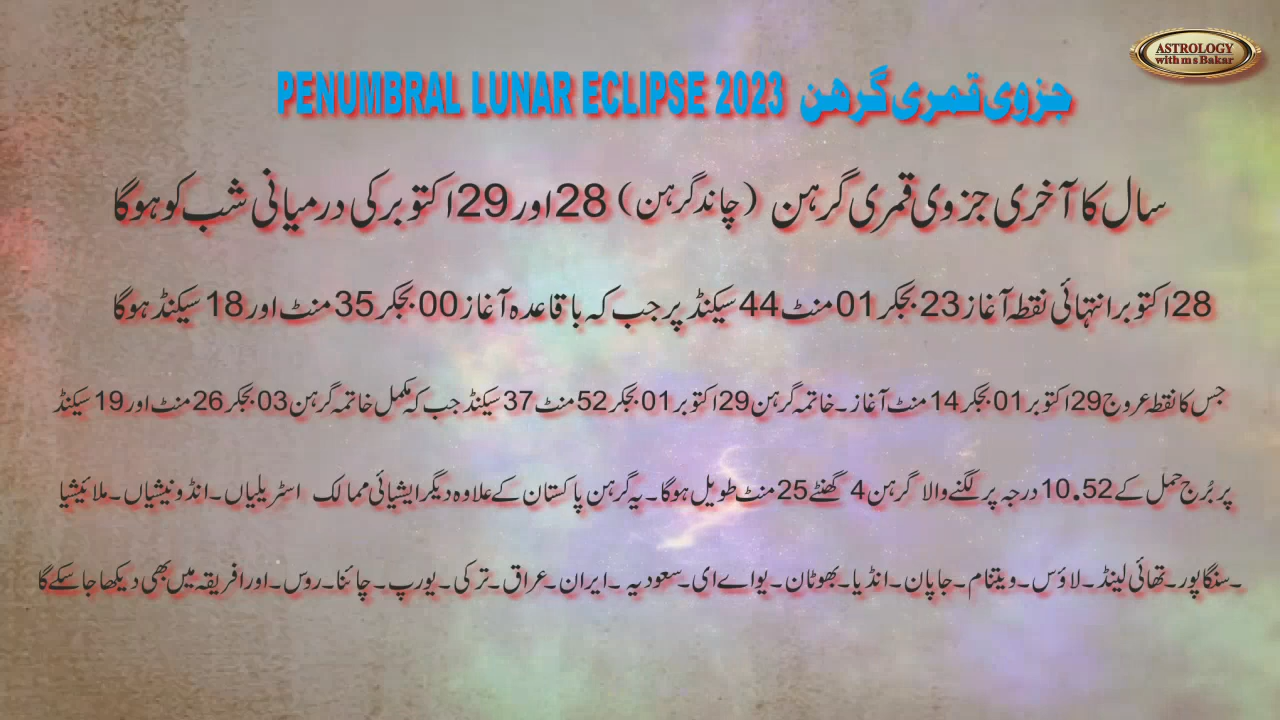 ASTROLOGY
with m s Bakar
جزوی قمری گرھن PENUMBRAL LUNAR ECLIPSE 2023
سال کا آخری جزوی قمری گرہن (چاند گرہن) 28 اور 29 اکتوبر کی درمیانی شب کو ہوگا
28 اکتوبر انتہائی نقطہ آغاز 23 بجکر 01 منٹ 44 سیکنڈ پر جب کہ باقاعدہ آغاز 00 بجکر 35 منٹ اور 18 سیکنڈ ہوگا
جس کا نقطہ عروج 29 اکتوبر 01 بجکر 14 منٹ آغاز۔ خاتمہ گرہن 29 اکتوبر 01 بجکر 52 منٹ 37 سیکنڈ جب کہ مکمل خاتمہ گرہن 03 بجکر 26 منٹ اور 19 سیکنڈ
پر بُرج حمل کے 10.52 درجہ پر لگنے والا گرہن 4 گھنٹے 25 منٹ طویل ہوگا۔ یہ گرہن پاکستان کے علاوہ دیگر ایشیائی ممالک اسٹریلیاں۔ انڈونیشیاں۔ ملائیشیا
۔ سنگاپور۔ تھائی لینڈ۔ لاؤس۔ ویتنام۔ جاپان۔ انڈیا۔ بھوٹان۔ یو اے ای۔ سعودیہ۔ ایران۔ عراق۔ ترکی۔ یورپ۔ چائنا۔ روس۔ اور افریقہ میں بھی دیکھا جا سکے گا